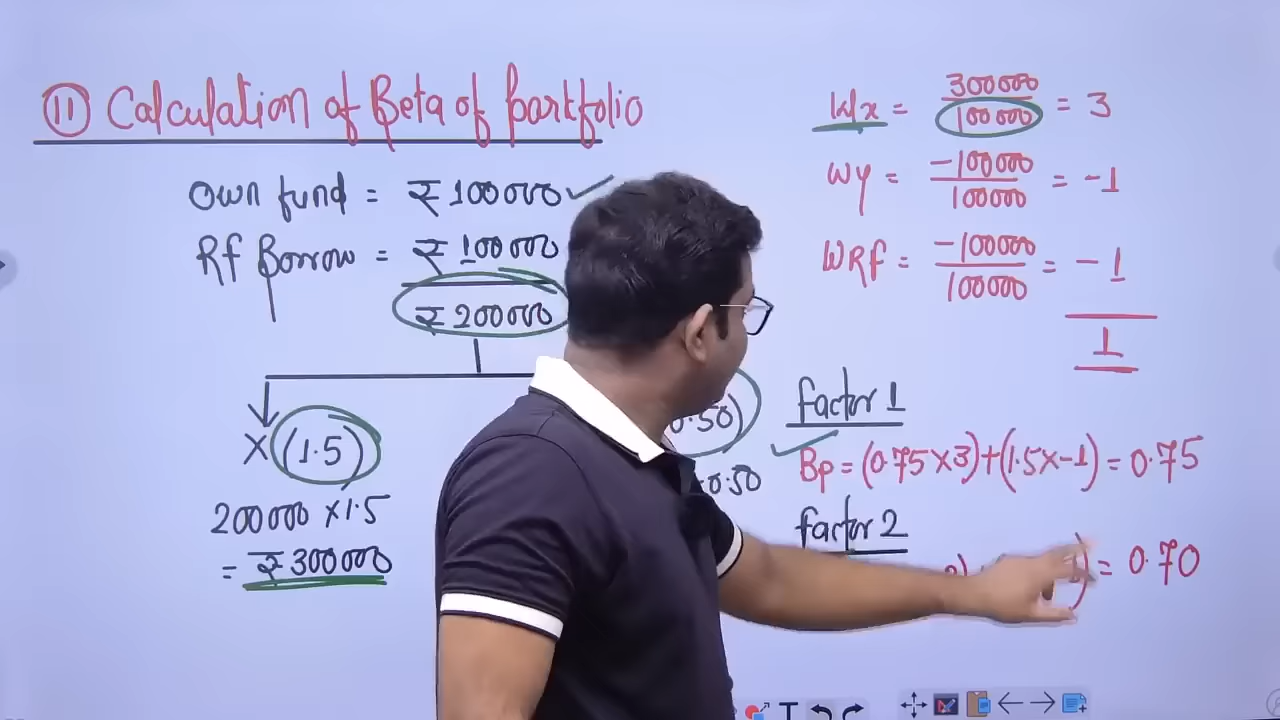 11 Calculation of Beta of Portfolio
Own fund = ₹ 100000
Rf Borrow = ₹ 100000
₹ 200000
X (1.5)
200000 × 1.5
= ₹ 300000
0.50)
0.50
Wx = 300000 / 100000 = 3
Wy = -100000 / 100000 = -1
WRf = -100000 / 100000 = -1
1
factor 1
Bp = (0.75 × 3) + (1.5 × -1) = 0.75
factor 2
= 0.70